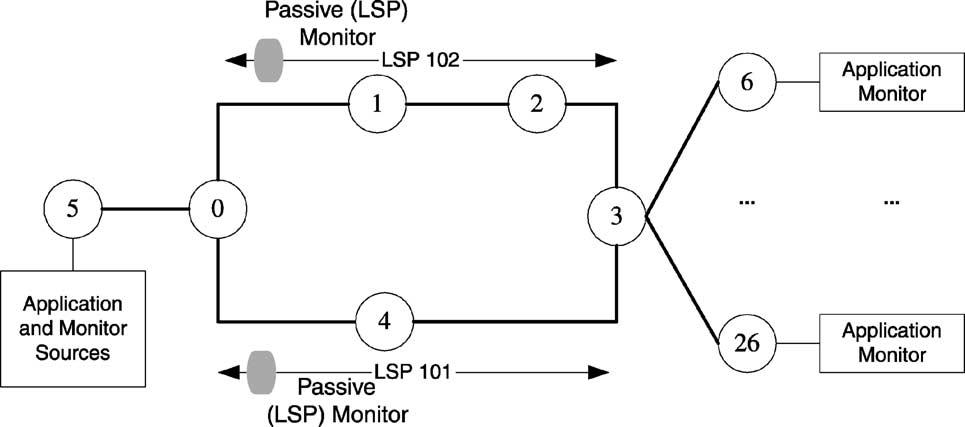 Passive (LSP)
Monitor
LSP 102
1
2
6
Application
Monitor
5
0
3
...
...
Application
and Monitor
Sources
4
26
Application
Monitor
LSP 101
Passive
(LSP) Monitor